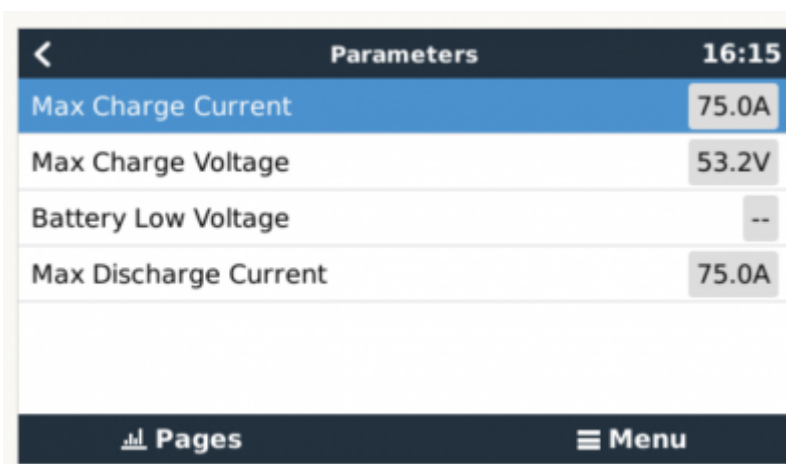 Parameters 16:15
Max Charge Current 75.0A
Max Charge Voltage 53.2V
Battery Low Voltage --
Max Discharge Current 75.0A
Pages Menu